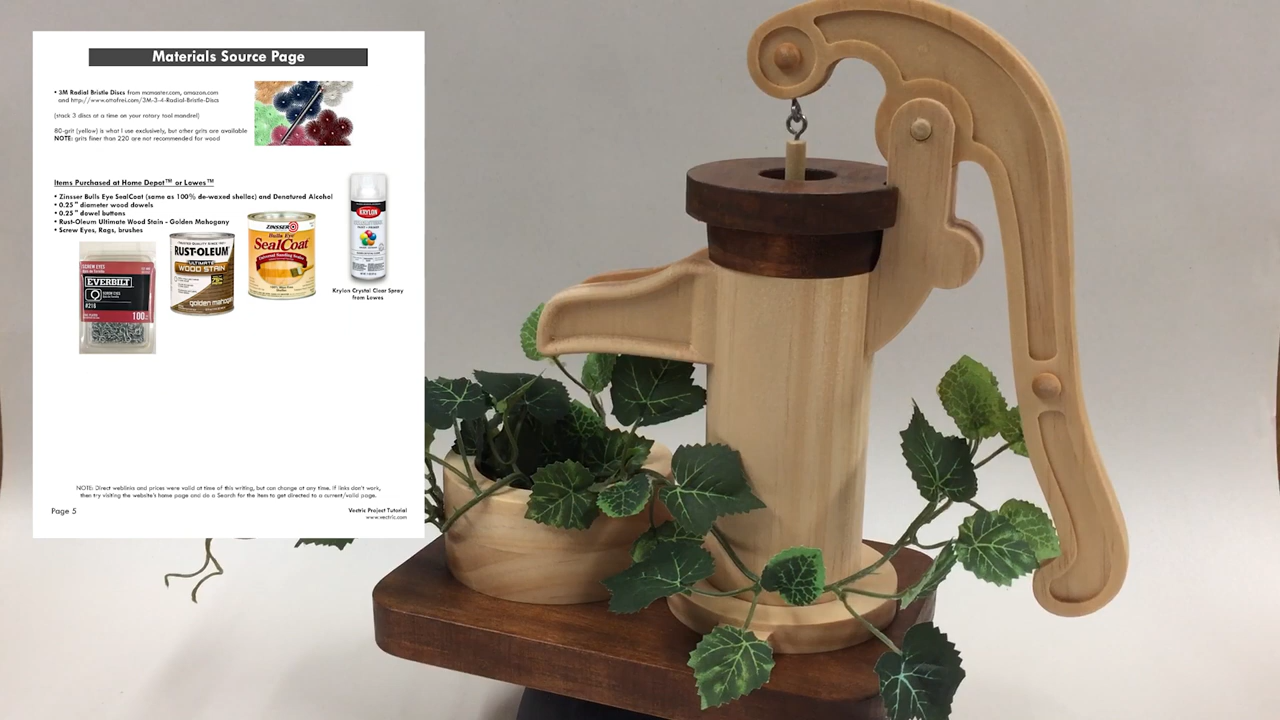 Materials Source Page
• 3M Radial Bristle Discs from mcmaster.com, amazon.com
and http://www.ottofrei.com/3M-3-4-Radial-Bristle-Discs
(stack 3 discs at a time on your rotary tool mandrel)
80-grit (yellow) is what I use exclusively, but other grits are available
NOTE: grits finer than 220 are not recommended for wood
Items Purchased at Home Depot™ or Lowes™
• Zinsser Bulls Eye SealCoat (same as 100% de-waxed shellac) and Denatured Alcohol
• 0.25" diameter wood dowels
• 0.25" dowel buttons
• Rust-Oleum Ultimate Wood Stain - Golden Mahogany
• Screw Eyes, Rags, brushes
SCREW EYES
EVERBILT
SCREW EYES
#216
100
RUST-OLEUM
ULTIMATE
WOOD STAIN
golden mahogany
ZINSSER
Bulls Eye
SealCoat
Universal Sanding Sealer
KRYLON
Krylon Crystal Clear Spray
from Lowes
NOTE: Direct weblinks and prices were valid at time of this writing, but can change at any time. If links don't work,
then try visiting the website's home page and do a Search for the item to get directed to a current/valid page.
Page 5
Vectric Project Tutorial
www.vectric.com